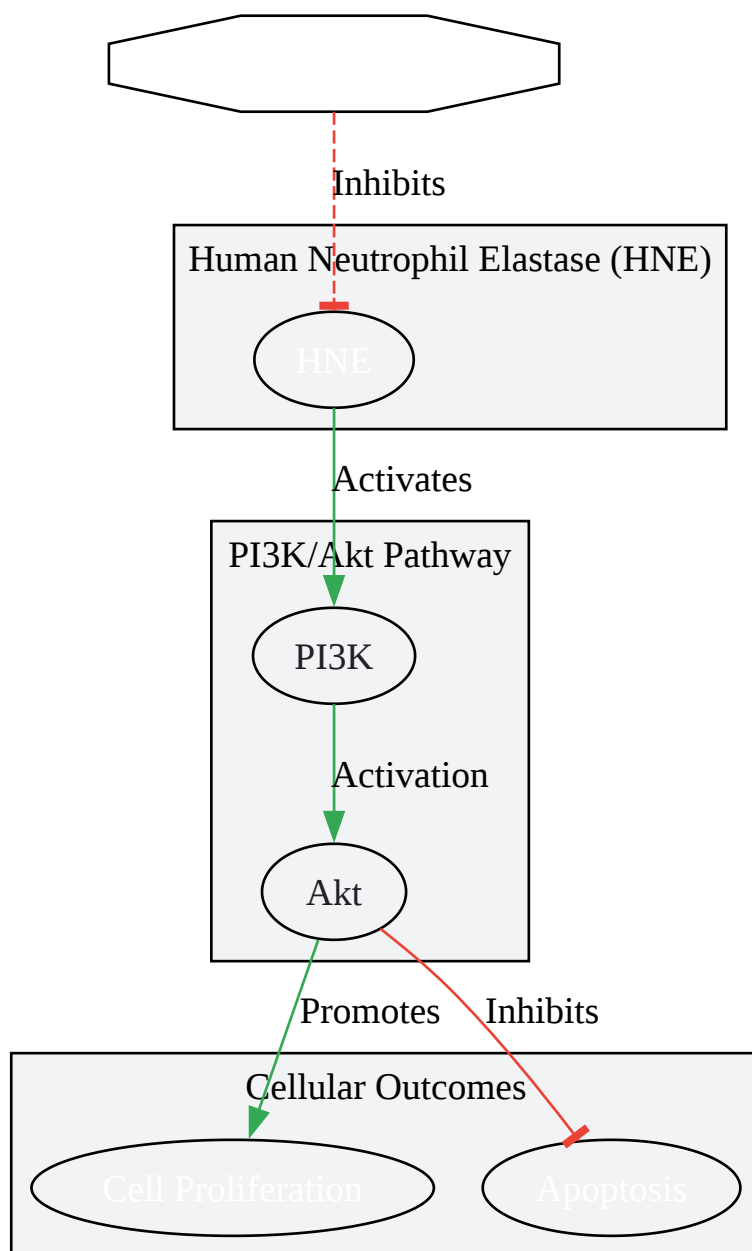 Inhibits
Human Neutrophil Elastase (HNE)
HNE
Activates
PI3K/Akt Pathway
PI3K
Activation
Akt
Promotes
Inhibits
Cellular Outcomes
Cell Proliferation
Apoptosis